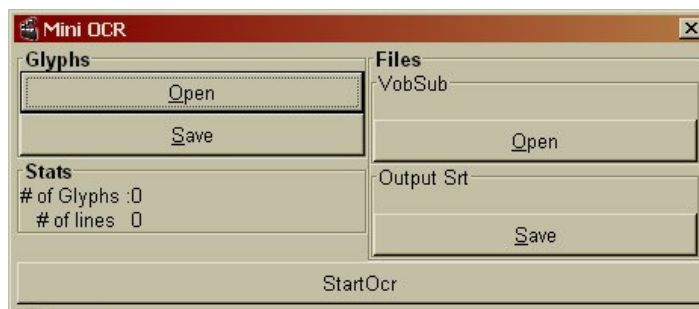 Mini OCR
Glyphs
Open
Save
Stats
# of Glyphs :0
# of lines 0
Files
VobSub
Open
Output Srt
Save
StartOcr